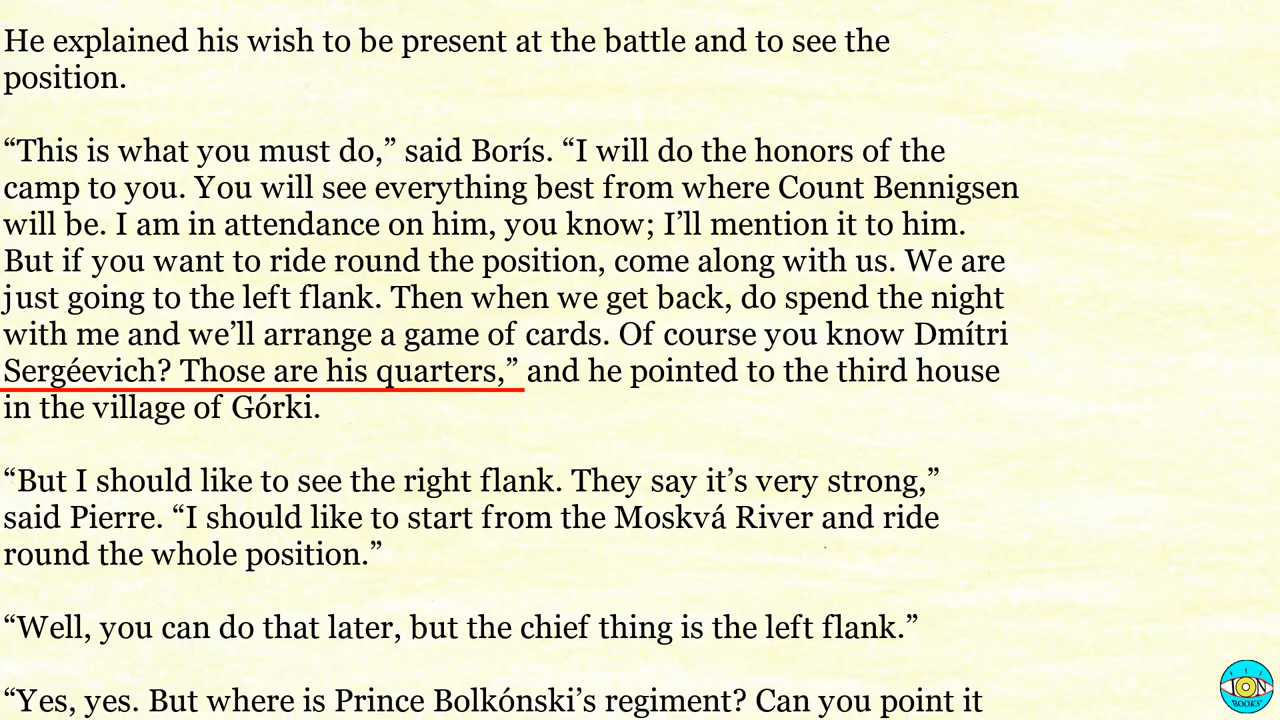 He explained his wish to be present at the battle and to see the
position.
“This is what you must do,” said Borís. “I will do the honors of the
camp to you. You will see everything best from where Count Bennigsen
will be. I am in attendance on him, you know; I’ll mention it to him.
But if you want to ride round the position, come along with us. We are
just going to the left flank. Then when we get back, do spend the night
with me and we’ll arrange a game of cards. Of course you know Dmítri
Sergéevich? Those are his quarters,” and he pointed to the third house
in the village of Górki.
“But I should like to see the right flank. They say it’s very strong,”
said Pierre. “I should like to start from the Moskvá River and ride
round the whole position.”
“Well, you can do that later, but the chief thing is the left flank.”
“Yes, yes. But where is Prince Bolkónski’s regiment? Can you point it
I
ION
BOOKS